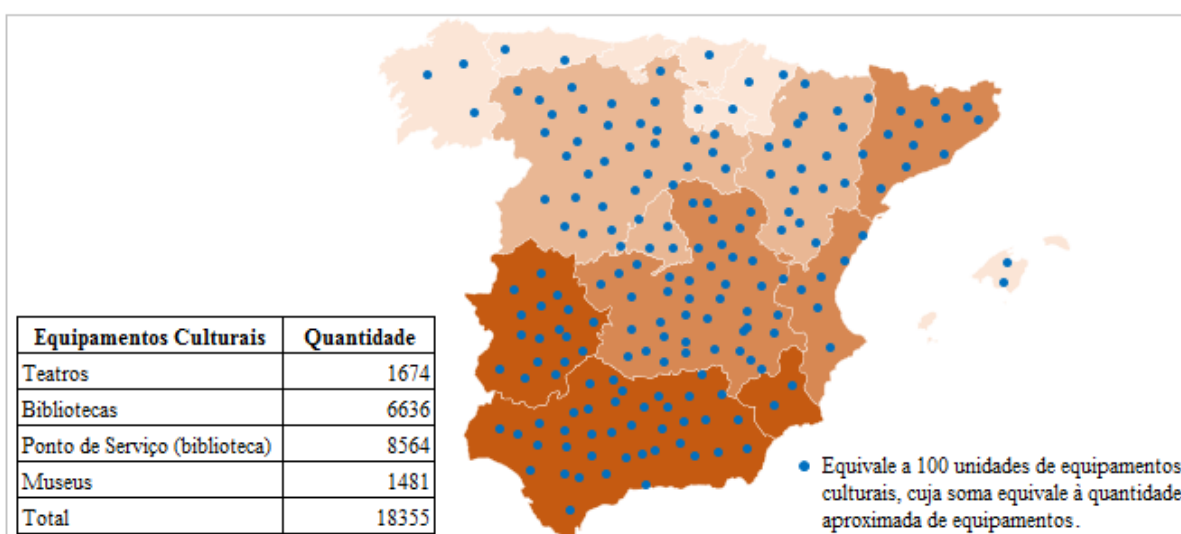 Equipamentos Culturais Quantidade
Teatros 1674
Bibliotecas 6636
Ponto de Serviço (biblioteca) 8564
Museus 1481
Total 18355
Equivale a 100 unidades de equipamentos
culturais, cuja soma equivale à quantidade
aproximada de equipamentos.